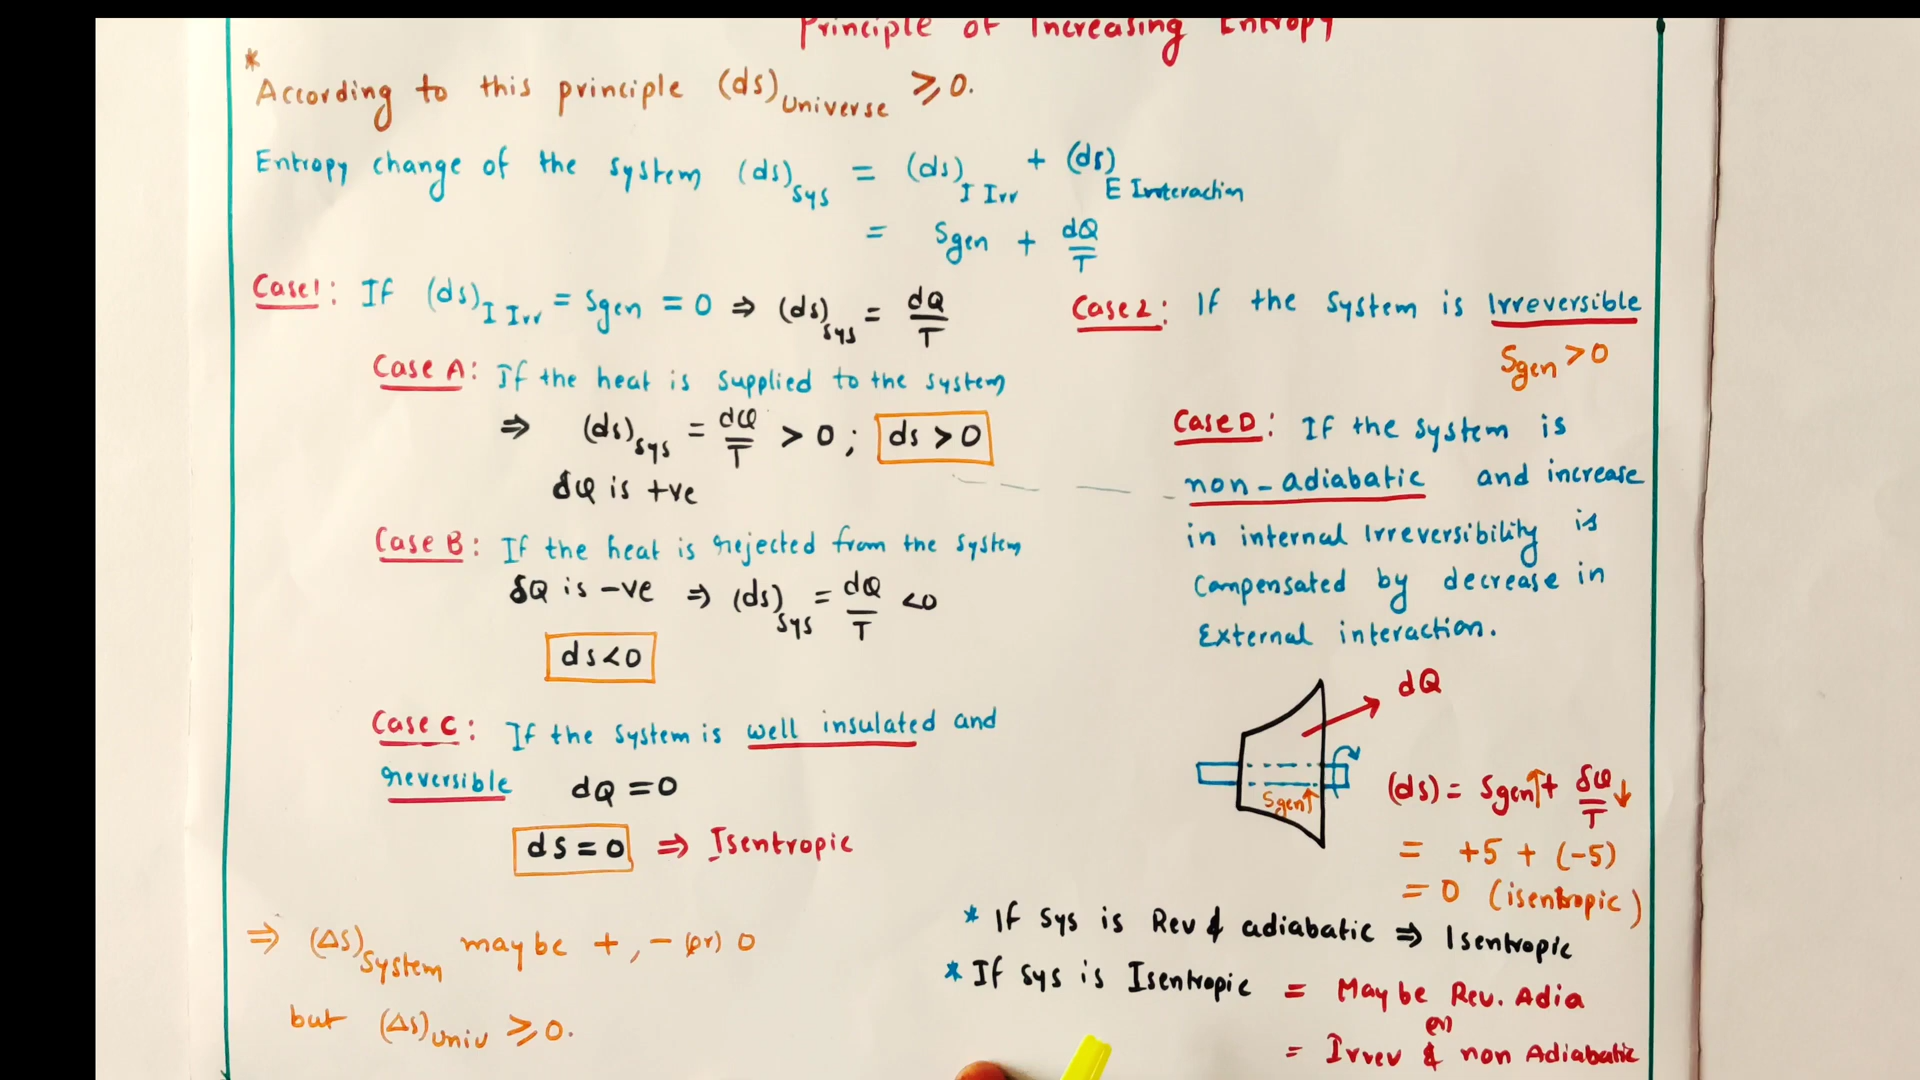 Principle of Increasing Entropy
* According to this principle (ds)Universe ⩾ 0.
Entropy change of the system (ds)sys = (ds)I Irr + (ds)E Interaction
= Sgen + dQ/T
Case 1: If (ds)I Irr = Sgen = 0 ⇒ (ds)sys = dQ/T
Case A: If the heat is supplied to the system
⇒ (ds)sys = dQ/T > 0 ; ds > 0
δQ is +ve
Case B: If the heat is rejected from the system
δQ is -ve ⇒ (ds)sys = dQ/T < 0
ds < 0
Case C: If the system is well insulated and
reversible dQ = 0
ds = 0 ⇒ Isentropic
⇒ (Δs)system may be +, - (or) 0
but (Δs)univ ⩾ 0.
Case 2: If the system is Irreversible
Sgen > 0
Case D: If the system is
non-adiabatic and increase
in internal Irreversibility is
compensated by decrease in
External interaction.
dQ
Sgen↑
(ds) = Sgen↑ + δQ/T ↓
= +5 + (-5)
= 0 (isentropic)
* If sys is Rev & adiabatic ⇒ Isentropic
* If sys is Isentropic = May be Rev. Adia
(or)
= Irrev & non Adiabatic